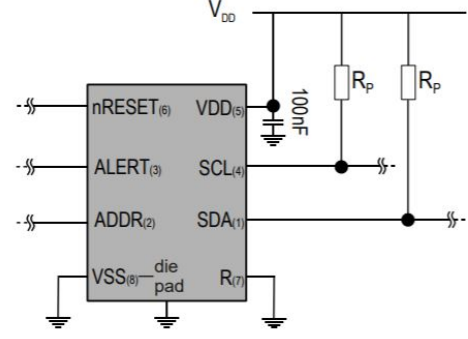 VDD
RP RP
nRESET(6) VDD(5) 100nF
ALERT(3) SCL(4)
ADDR(2) SDA(1)
VSS(8) die pad R(7)